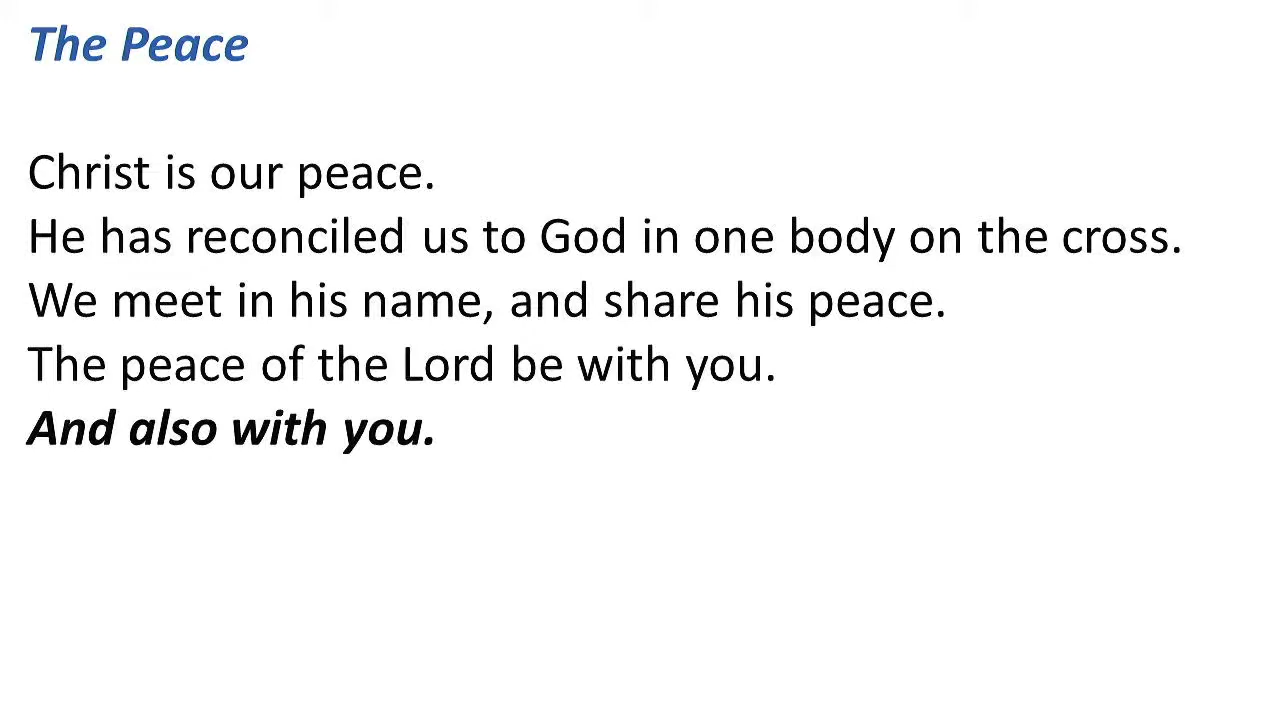 The Peace
Christ is our peace.
He has reconciled us to God in one body on the cross.
We meet in his name, and share his peace.
The peace of the Lord be with you.
And also with you.